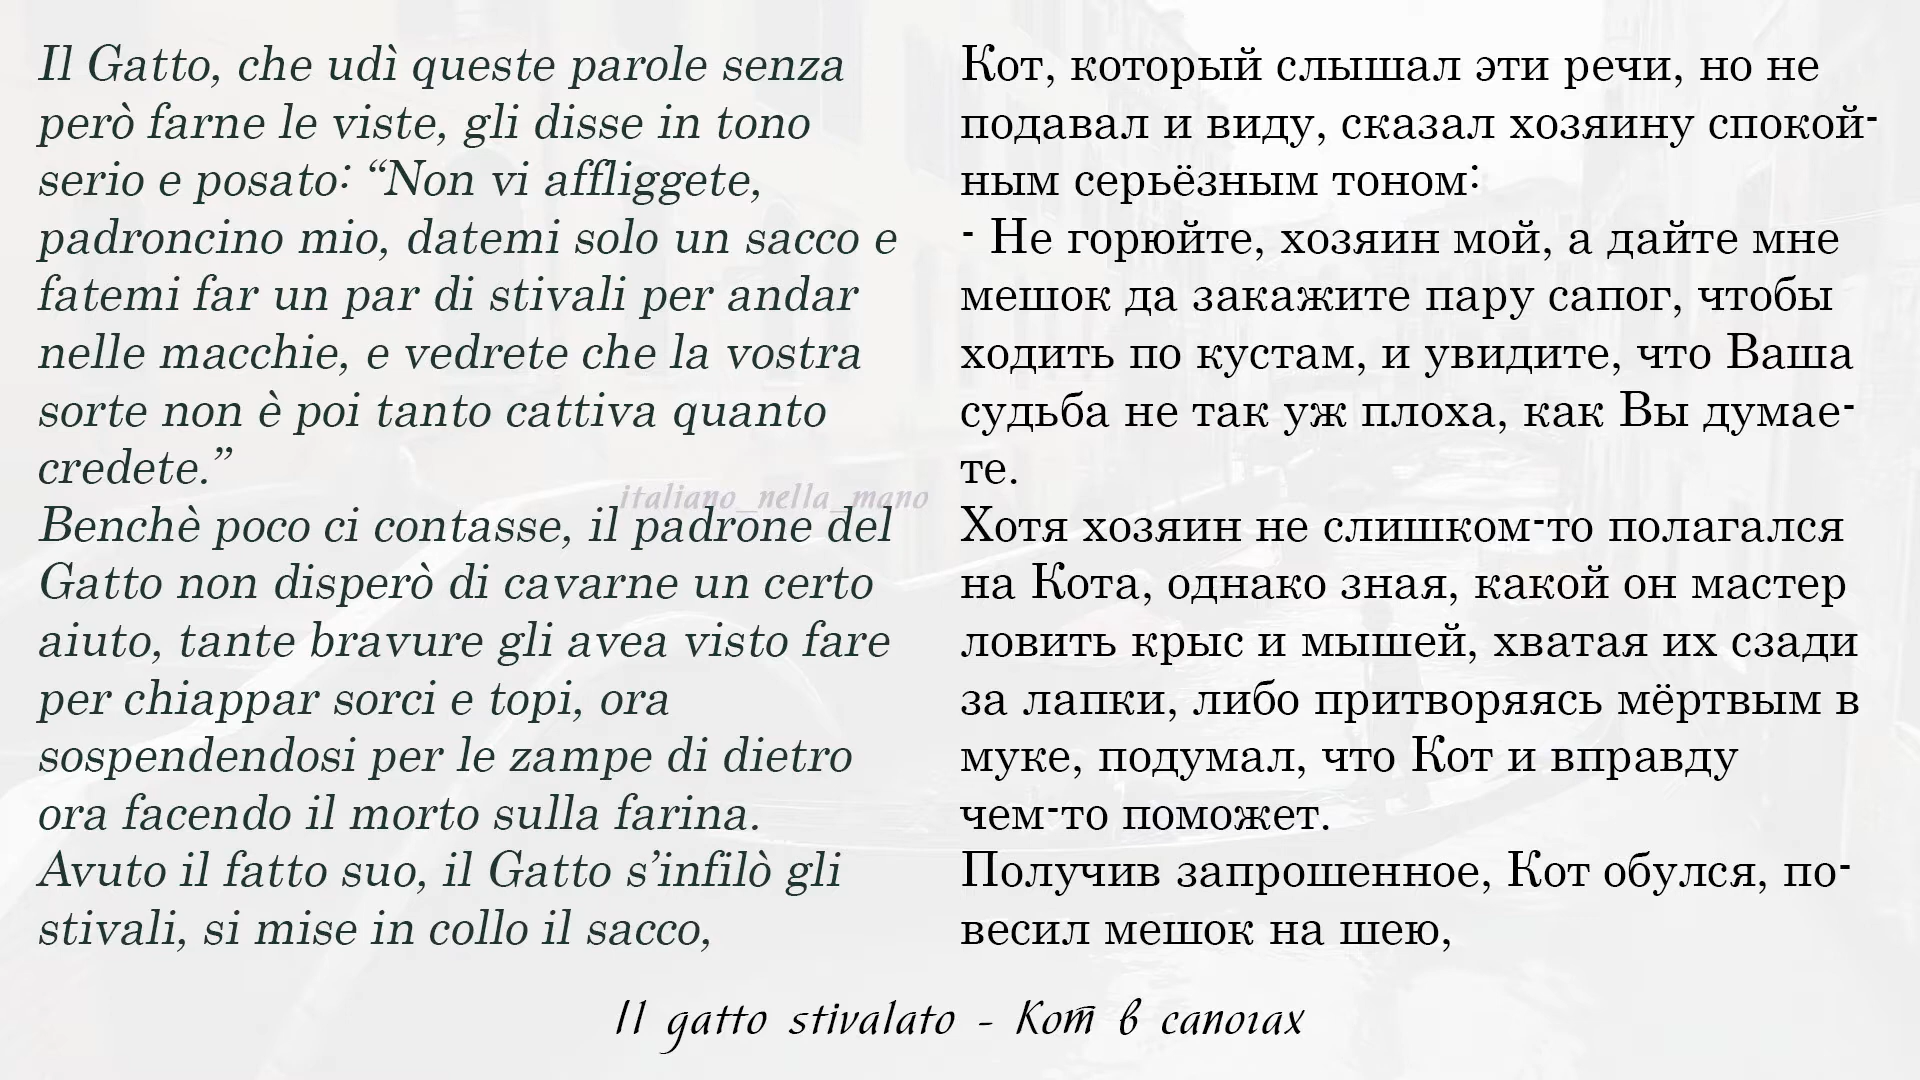 Il Gatto, che udì queste parole senza
però farne le viste, gli disse in tono
serio e posato: “Non vi affliggete,
padroncino mio, datemi solo un sacco e
fatemi far un par di stivali per andar
nelle macchie, e vedrete che la vostra
sorte non è poi tanto cattiva quanto
credete.”
Benchè poco ci contasse, il padrone del
Gatto non disperò di cavarne un certo
aiuto, tante bravure gli avea visto fare
per chiappar sorci e topi, ora
sospendendosi per le zampe di dietro
ora facendo il morto sulla farina.
Avuto il fatto suo, il Gatto s’infilò gli
stivali, si mise in collo il sacco,
Кот, который слышал эти речи, но не
подавал и виду, сказал хозяину спокой-
ным серьёзным тоном:
- Не горюйте, хозяин мой, а дайте мне
мешок да закажите пару сапог, чтобы
ходить по кустам, и увидите, что Ваша
судьба не так уж плоха, как Вы думае-
те.
Хотя хозяин не слишком-то полагался
на Кота, однако зная, какой он мастер
ловить крыс и мышей, хватая их сзади
за лапки, либо притворяясь мёртвым в
муке, подумал, что Кот и вправду
чем-то поможет.
Получив запрошенное, Кот обулся, по-
весил мешок на шею,
italiano_nella_mano
Il gatto stivalato - Кот в сапогах